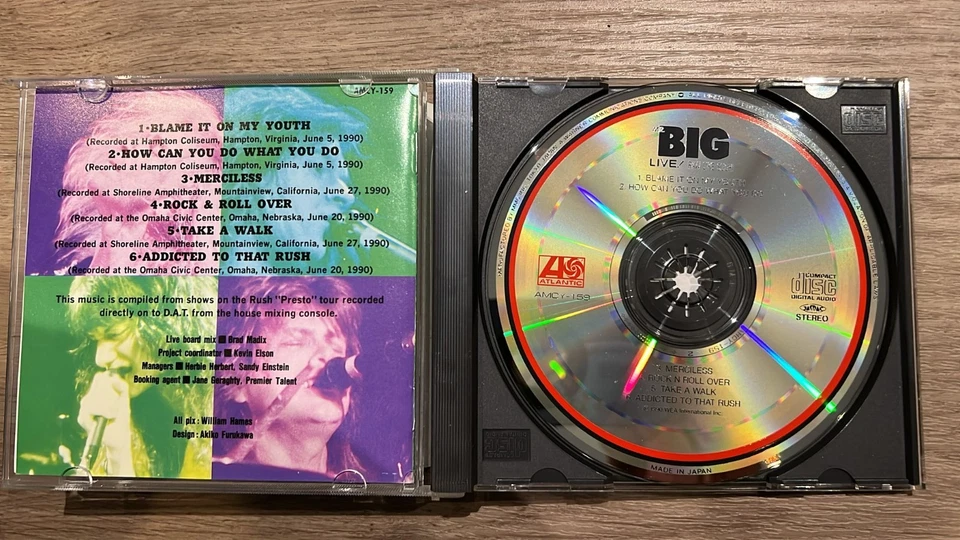 AMCY-159
1•BLAME IT ON MY YOUTH
(Recorded at Hampton Coliseum, Hampton, Virginia, June 5, 1990)
2•HOW CAN YOU DO WHAT YOU DO
(Recorded at Hampton Coliseum, Hampton, Virginia, June 5, 1990)
3•MERCILESS
(Recorded at Shoreline Amphitheater, Mountainview, California, June 27, 1990)
4•ROCK & ROLL OVER
(Recorded at the Omaha Civic Center, Omaha, Nebraska, June 20, 1990)
5•TAKE A WALK
(Recorded at Shoreline Amphitheater, Mountainview, California, June 27, 1990)
6•ADDICTED TO THAT RUSH
(Recorded at the Omaha Civic Center, Omaha, Nebraska, June 20, 1990)
This music is compiled from shows on the Rush "Presto" tour recorded
directly on to D.A.T. from the house mixing console.
Live board mix ■ Brad Madix
Project coordinator ■ Kevin Elson
Managers ■ Herbie Herbert, Sandy Einstein
Booking agent ■ Jane Geraghty, Premier Talent
All pix : William Hames
Design : Akiko Furukawa
BIG
LIVE/
1. BLAME IT ON MY YOUTH
2. HOW CAN YOU DO WHAT YOU DO
ATLANTIC
AMCY-159
COMPACT
disc
DIGITAL AUDIO
STEREO
3. MERCILESS
ROCK'N ROLL OVER
5. TAKE A WALK
ADDICTED TO THAT RUSH
MADE IN JAPAN